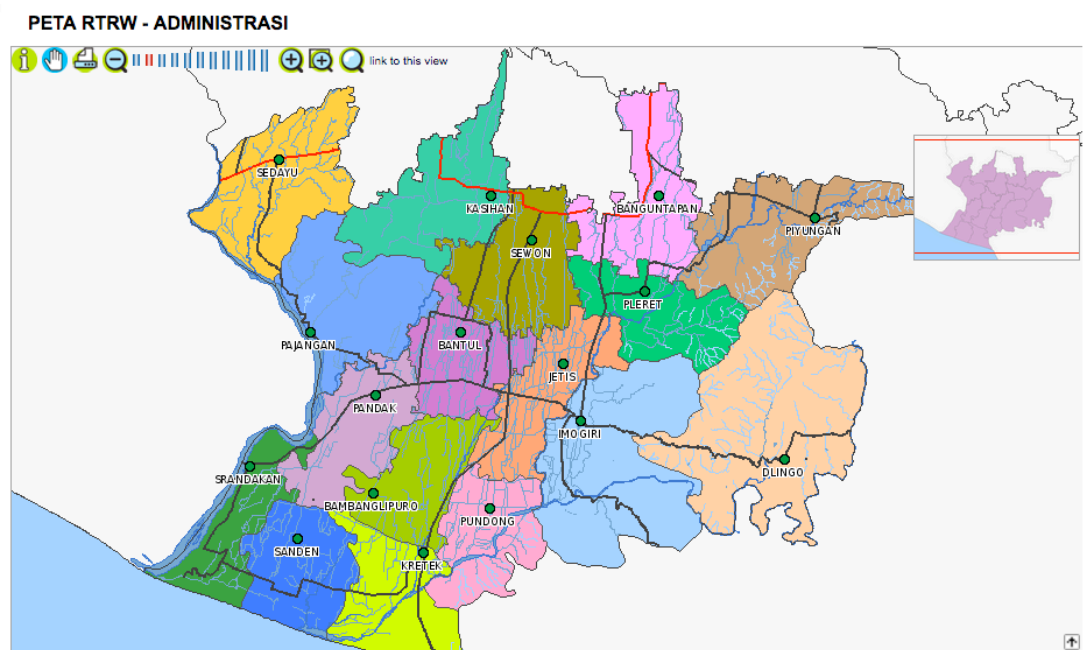 PETA RTRW - ADMINISTRASI
link to this view
SEDAYU
KASIHAN
BANGUNTAPAN
PIYUNGAN
SEWON
PLERET
PAJANGAN
BANTUL
JETIS
PANDAK
IMOGIRI
DLINGO
SRANDAKAN
BAMBANGLIPURO
PUNDONG
SANDEN
KRETEK